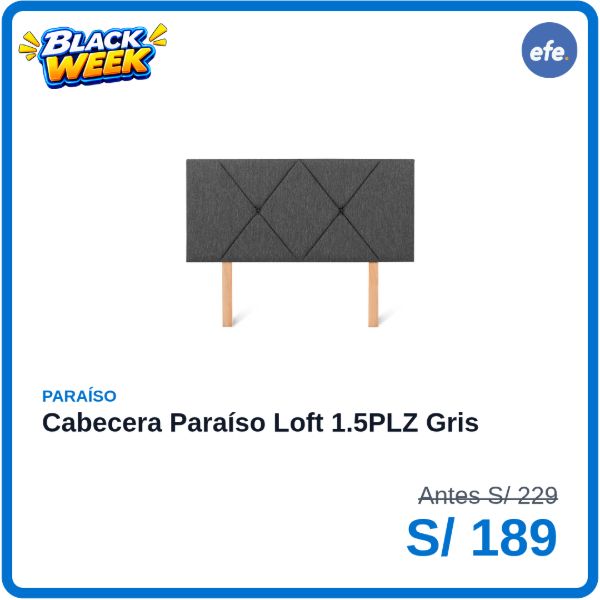 BLACK
WEEK
efe.
PARAÍSO
Cabecera Paraíso Loft 1.5PLZ Gris
Antes S/ 229
S/ 189